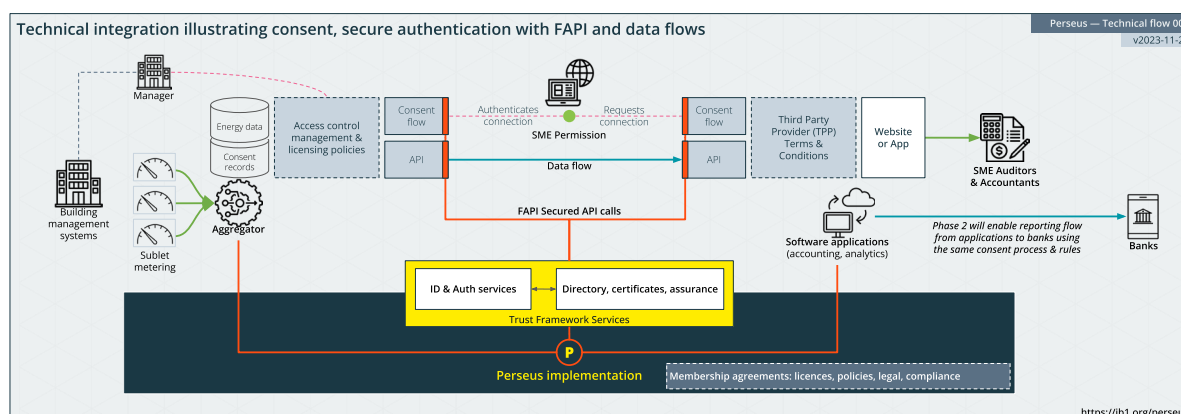 Technical integration illustrating consent, secure authentication with FAPI and data flows
Perseus — Technical flow
Manager
Energy data
Consent
records
Access control
management &
licensing policies
Consent
flow
API
Authenticates
connection
Requests
connection
SME Permission
Data flow
Consent
flow
API
Third Party
Provider (TPP)
Terms &
Conditions
Website
or App
SME Auditors
& Accountants
Building
management
systems
Sublet
metering
Aggregator
FAPI Secured API calls
Software applications
(accounting, analytics)
Phase 2 will enable reporting flow
from applications to banks using
the same consent process & rules
Banks
ID & Auth services
Directory, certificates, assurance
Trust Framework Services
P
Perseus implementation
Membership agreements: licences, policies, legal, compliance